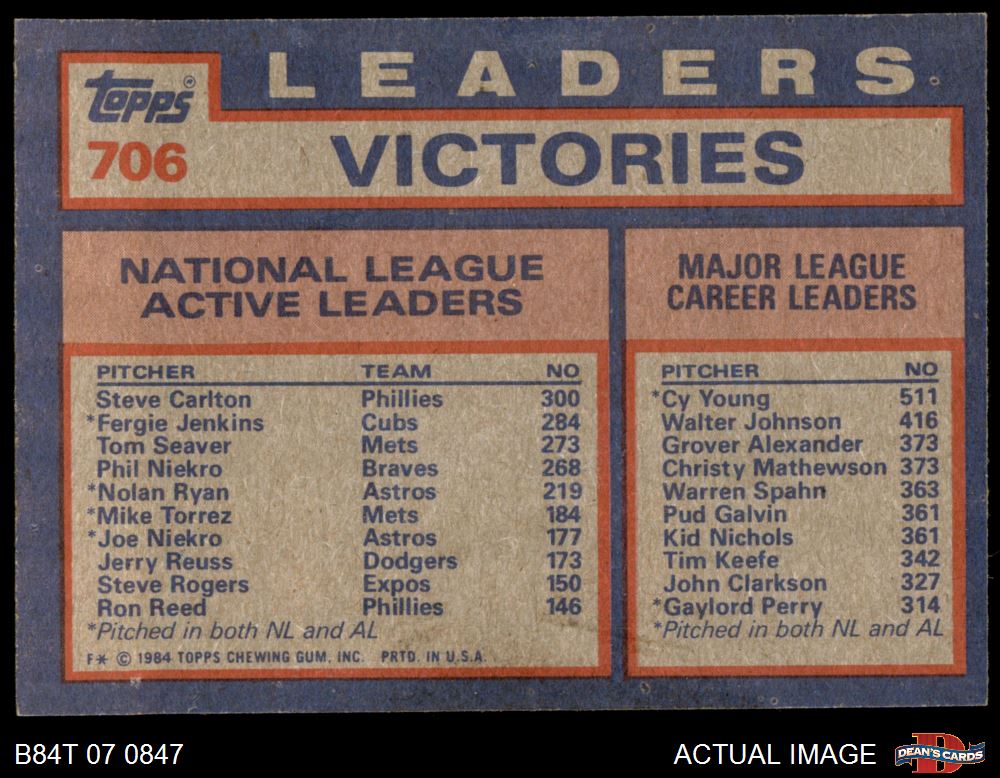 LEADERS
Topps®
706
VICTORIES
NATIONAL LEAGUE
ACTIVE LEADERS
PITCHER TEAM NO
Steve Carlton Phillies 300
*Fergie Jenkins Cubs 284
Tom Seaver Mets 273
Phil Niekro Braves 268
*Nolan Ryan Astros 219
*Mike Torrez Mets 184
*Joe Niekro Astros 177
Jerry Reuss Dodgers 173
Steve Rogers Expos 150
Ron Reed Phillies 146
*Pitched in both NL and AL
F* © 1984 TOPPS CHEWING GUM, INC. PRTD. IN U.S.A.
MAJOR LEAGUE
CAREER LEADERS
PITCHER NO
*Cy Young 511
Walter Johnson 416
Grover Alexander 373
Christy Mathewson 373
Warren Spahn 363
Pud Galvin 361
Kid Nichols 361
Tim Keefe 342
John Clarkson 327
*Gaylord Perry 314
*Pitched in both NL and AL
B84T 07 0847
ACTUAL IMAGE
D
DEAN'S CARDS